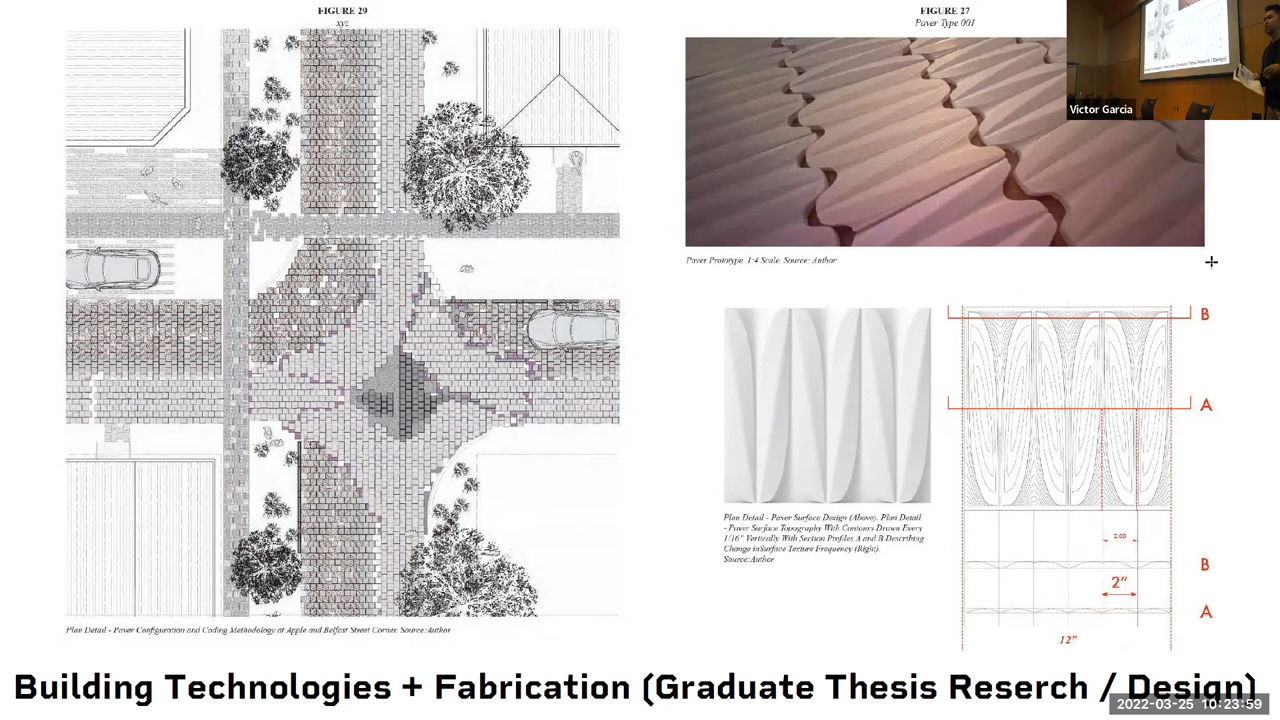 FIGURE 29
xyz
Plan Detail - Paver Configuration and Coding Methodology at Apple and Belfast Street Corner. Source:Author
FIGURE 27
Paver Type 001
Victor Garcia
Paver Prototype. 1:4 Scale. Source: Author
Plan Detail - Paver Surface Design (Above). Plan Detail
- Paver Surface Topography With Contours Drawn Every
1/16" Vertically With Section Profiles A and B Describing
Change inSurface Texture Frequency (Right).
Source:Author
B
A
2.00
B
2"
A
12"
Building Technologies + Fabrication (Graduate Thesis Reserch / Design)
2022-03-25 10:23:59